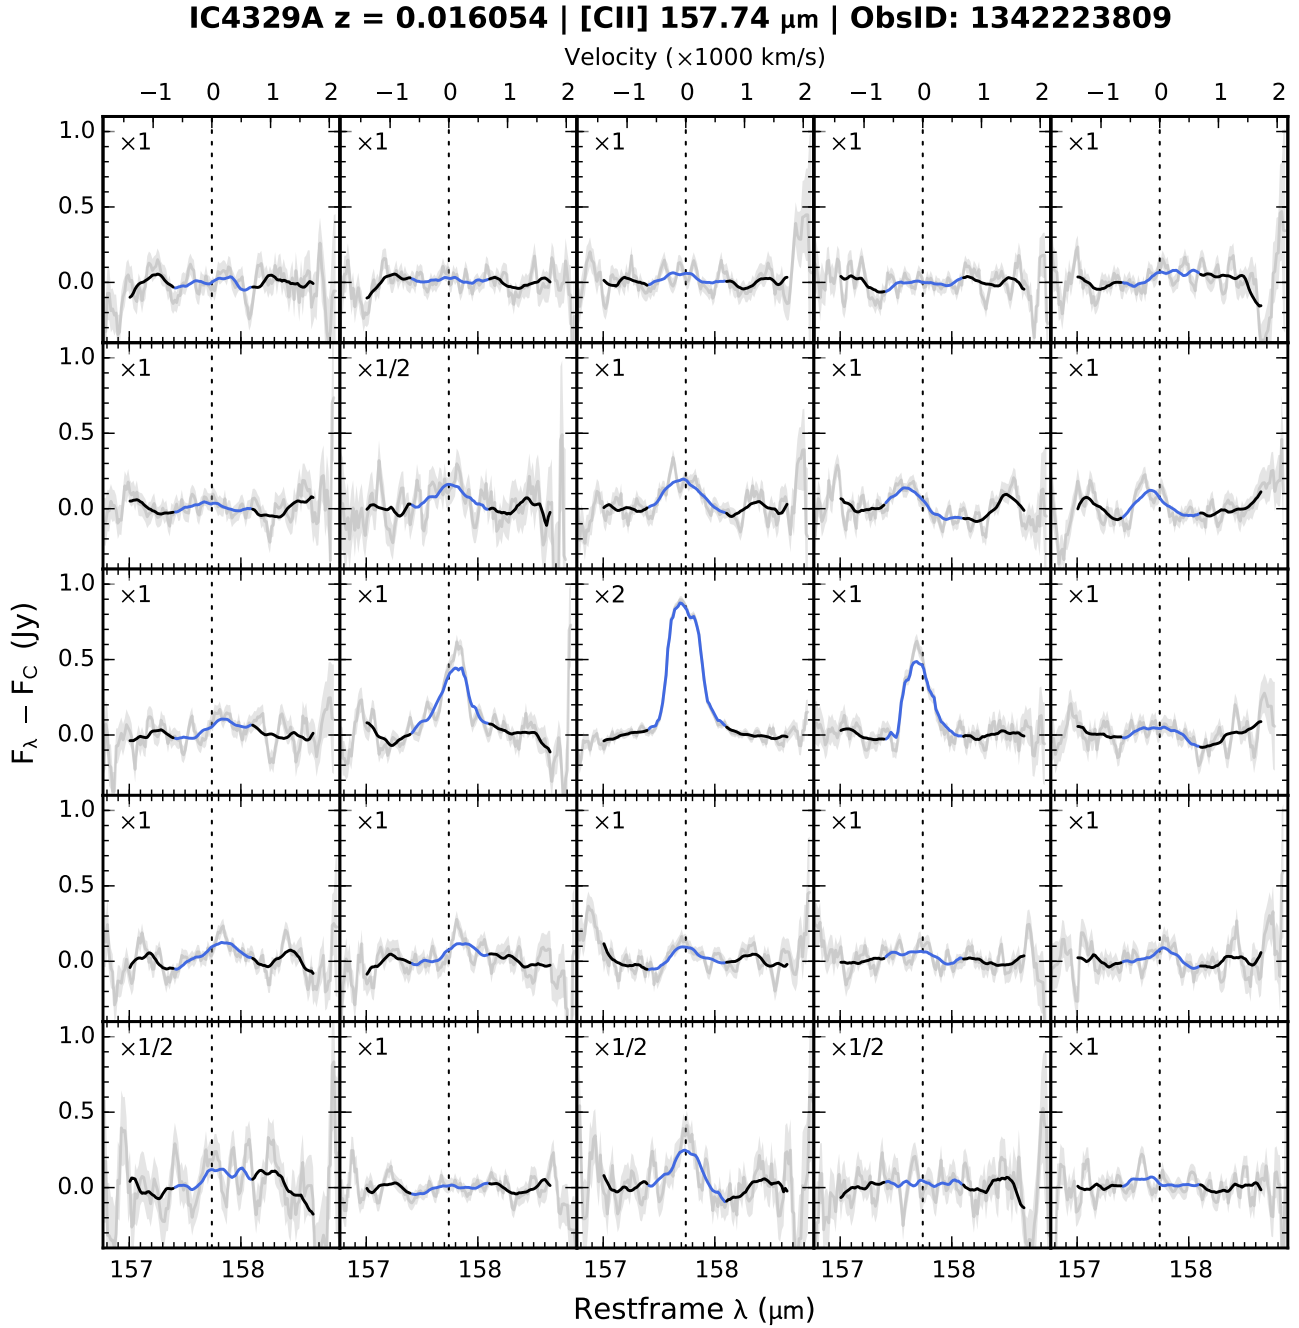 IC4329A z = 0.016054 | [CII] 157.74 μm | ObsID: 1342223809
Velocity (×1000 km/s)
−1 0 1 2 −1 0 1 2 −1 0 1 2 −1 0 1 2 −1 0 1 2
1.0 ×1 ×1 ×1 ×1 ×1
0.5
0.0
1.0 ×1 ×1/2 ×1 ×1 ×1
0.5
0.0
1.0 ×1 ×1 ×2 ×1 ×1
0.5
0.0
F_λ − F_C (Jy)
1.0 ×1 ×1 ×1 ×1 ×1
0.5
0.0
1.0 ×1/2 ×1 ×1/2 ×1/2 ×1
0.5
0.0
157 158 157 158 157 158 157 158 157 158
Restframe λ (μm)